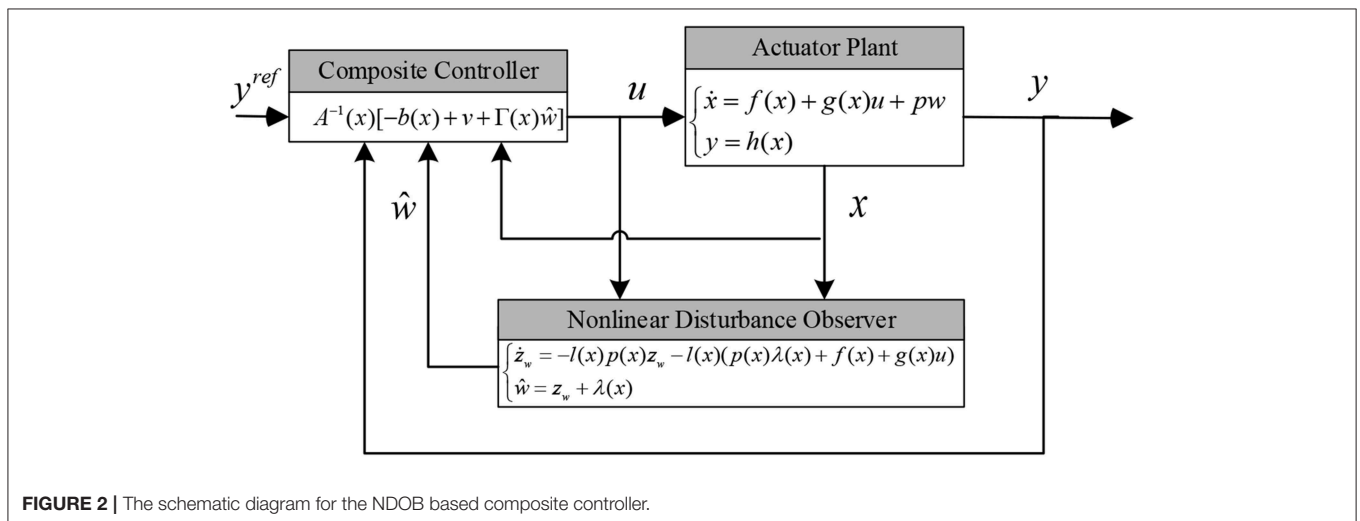 Composite Controller
y^{ref}
A^{-1}(x)[-b(x)+v+Γ(x)ŵ]
u
Actuator Plant
ẋ = f(x)+g(x)u+pw
y = h(x)
y
ŵ
x
Nonlinear Disturbance Observer
ż_w = -l(x)p(x)z_w - l(x)(p(x)λ(x)+f(x)+g(x)u)
ŵ = z_w + λ(x)
FIGURE 2 | The schematic diagram for the NDOB based composite controller.